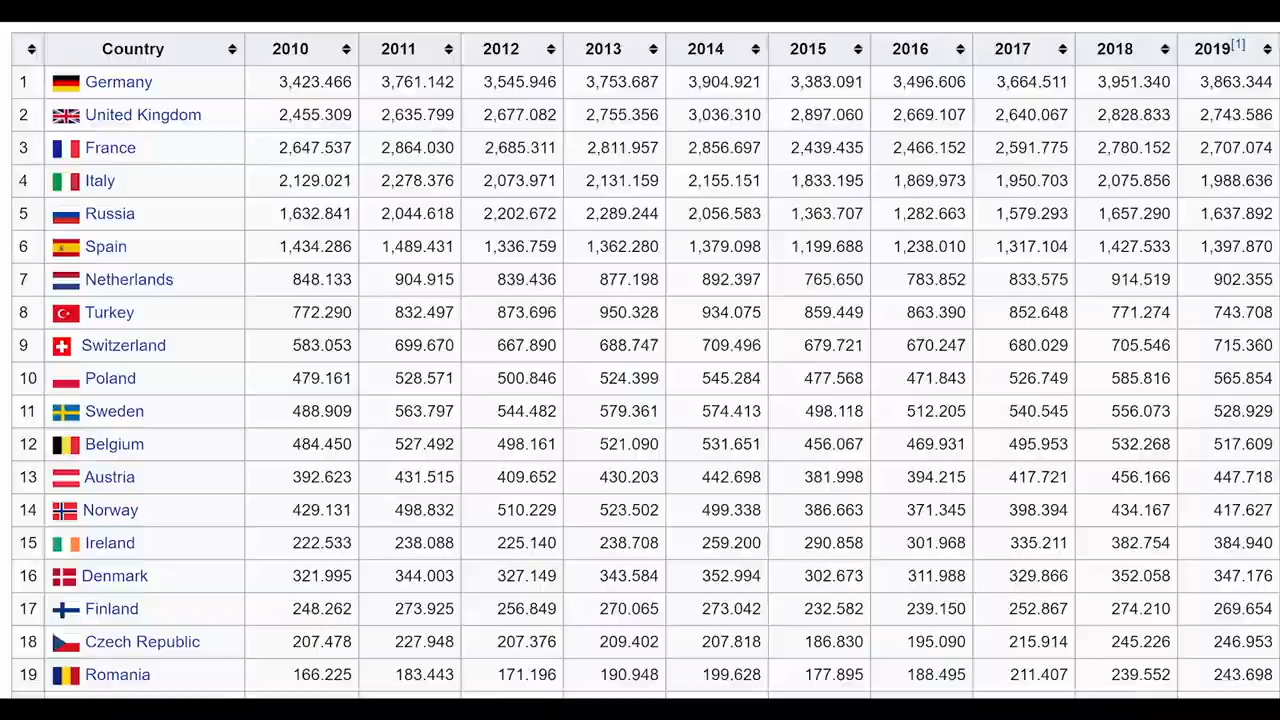 Country 2010 2011 2012 2013 2014 2015 2016 2017 2018 2019[1]
1 Germany 3,423.466 3,761.142 3,545.946 3,753.687 3,904.921 3,383.091 3,496.606 3,664.511 3,951.340 3,863.344
2 United Kingdom 2,455.309 2,635.799 2,677.082 2,755.356 3,036.310 2,897.060 2,669.107 2,640.067 2,828.833 2,743.586
3 France 2,647.537 2,864.030 2,685.311 2,811.957 2,856.697 2,439.435 2,466.152 2,591.775 2,780.152 2,707.074
4 Italy 2,129.021 2,278.376 2,073.971 2,131.159 2,155.151 1,833.195 1,869.973 1,950.703 2,075.856 1,988.636
5 Russia 1,632.841 2,044.618 2,202.672 2,289.244 2,056.583 1,363.707 1,282.663 1,579.293 1,657.290 1,637.892
6 Spain 1,434.286 1,489.431 1,336.759 1,362.280 1,379.098 1,199.688 1,238.010 1,317.104 1,427.533 1,397.870
7 Netherlands 848.133 904.915 839.436 877.198 892.397 765.650 783.852 833.575 914.519 902.355
8 Turkey 772.290 832.497 873.696 950.328 934.075 859.449 863.390 852.648 771.274 743.708
9 Switzerland 583.053 699.670 667.890 688.747 709.496 679.721 670.247 680.029 705.546 715.360
10 Poland 479.161 528.571 500.846 524.399 545.284 477.568 471.843 526.749 585.816 565.854
11 Sweden 488.909 563.797 544.482 579.361 574.413 498.118 512.205 540.545 556.073 528.929
12 Belgium 484.450 527.492 498.161 521.090 531.651 456.067 469.931 495.953 532.268 517.609
13 Austria 392.623 431.515 409.652 430.203 442.698 381.998 394.215 417.721 456.166 447.718
14 Norway 429.131 498.832 510.229 523.502 499.338 386.663 371.345 398.394 434.167 417.627
15 Ireland 222.533 238.088 225.140 238.708 259.200 290.858 301.968 335.211 382.754 384.940
16 Denmark 321.995 344.003 327.149 343.584 352.994 302.673 311.988 329.866 352.058 347.176
17 Finland 248.262 273.925 256.849 270.065 273.042 232.582 239.150 252.867 274.210 269.654
18 Czech Republic 207.478 227.948 207.376 209.402 207.818 186.830 195.090 215.914 245.226 246.953
19 Romania 166.225 183.443 171.196 190.948 199.628 177.895 188.495 211.407 239.552 243.698